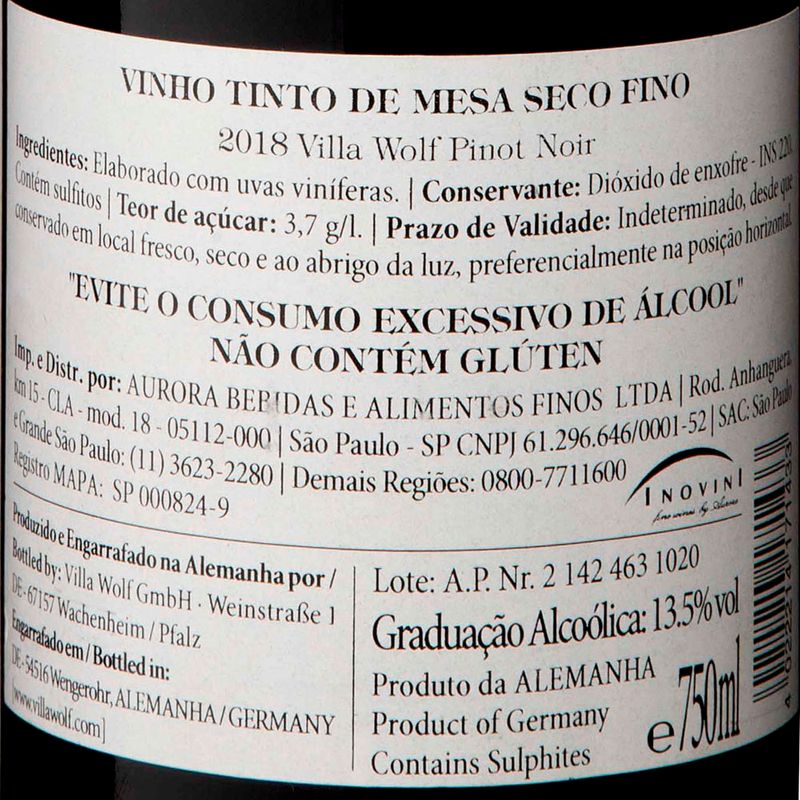 VINHO TINTO DE MESA SECO FINO
2018 Villa Wolf Pinot Noir
Ingredientes: Elaborado com uvas viníferas. | Conservante: Dióxido de enxofre - INS 220.
Contém sulfitos | Teor de açúcar: 3,7 g/l. | Prazo de Validade: Indeterminado, desde que
conservado em local fresco, seco e ao abrigo da luz, preferencialmente na posição horizontal.
"EVITE O CONSUMO EXCESSIVO DE ÁLCOOL"
NÃO CONTÉM GLÚTEN
Imp. e Distr. por: AURORA BEBIDAS E ALIMENTOS FINOS LTDA | Rod. Anhanguera,
km 15 - CLA - mod. 18 - 05112-000 | São Paulo - SP CNPJ 61.296.646/0001-52 | SAC: São Paulo
e Grande São Paulo: (11) 3623-2280 | Demais Regiões: 0800-7711600
Registro MAPA: SP 000824-9
INOVINI
fine wines by Aurora
Produzido e Engarrafado na Alemanha por /
Bottled by: Villa Wolf GmbH · Weinstraße 1
DE - 67157 Wachenheim / Pfalz
Engarrafado em / Bottled in:
DE - 54516 Wengerohr, ALEMANHA / GERMANY
[www.villawolf.com]
Lote: A.P. Nr. 2 142 463 1020
Graduação Alcoólica: 13.5% vol
Produto da ALEMANHA
Product of Germany
Contains Sulphites
e 750ml